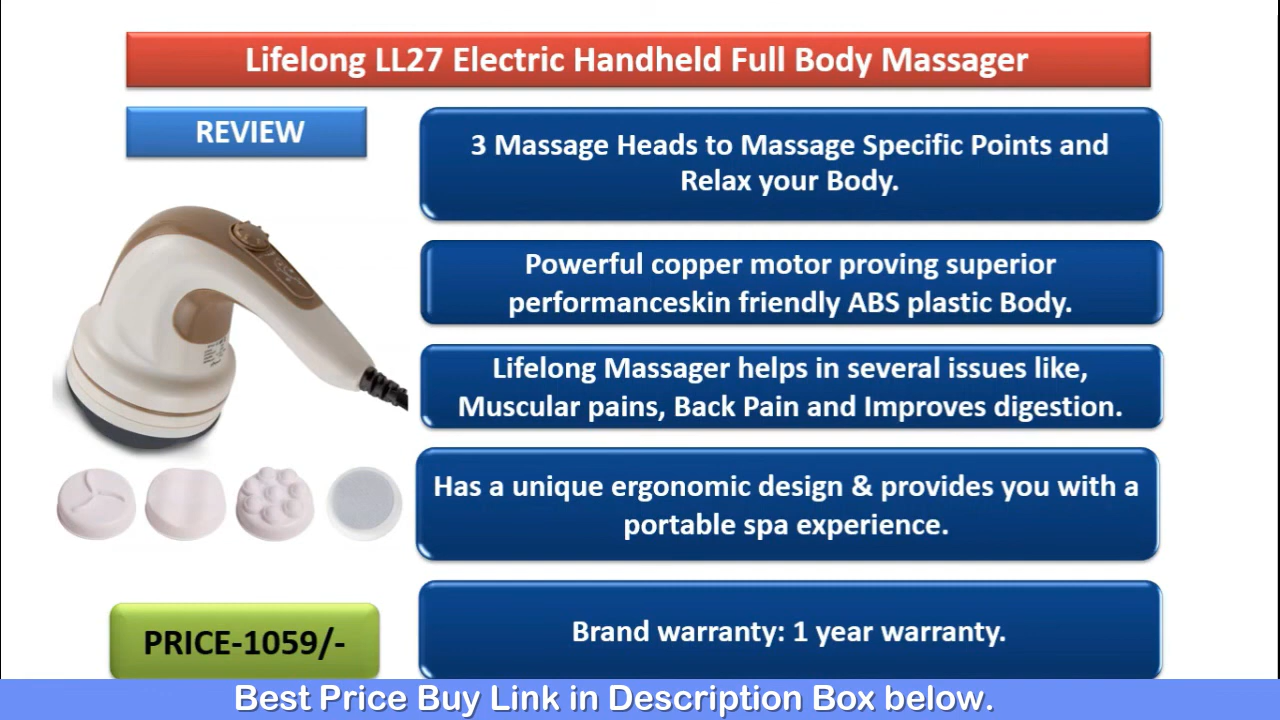 Lifelong LL27 Electric Handheld Full Body Massager
REVIEW
3 Massage Heads to Massage Specific Points and
Relax your Body.
Powerful copper motor proving superior
performanceskin friendly ABS plastic Body.
Lifelong Massager helps in several issues like,
Muscular pains, Back Pain and Improves digestion.
Has a unique ergonomic design & provides you with a
portable spa experience.
PRICE-1059/-
Brand warranty: 1 year warranty.
Best Price Buy Link in Description Box below.